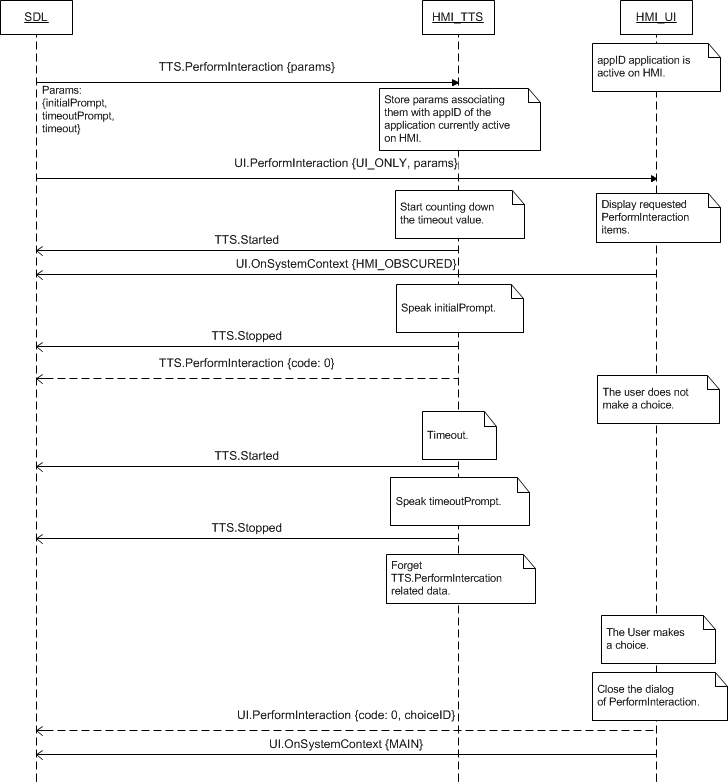 SDL
HMI_TTS
HMI_UI
appID application is
active on HMI.
TTS.PerformInteraction {params}
Params:
{initialPrompt,
timeoutPrompt,
timeout}
Store params associating
them with appID of the
application currently active
on HMI.
UI.PerformInteraction {UI_ONLY, params}
Start counting down
the timeout value.
Display requested
PerformInteraction
items.
TTS.Started
UI.OnSystemContext {HMI_OBSCURED}
Speak initialPrompt.
TTS.Stopped
TTS.PerformInteraction {code: 0}
The user does not
make a choice.
Timeout.
TTS.Started
Speak timeoutPrompt.
TTS.Stopped
Forget
TTS.PerformIntercation
related data.
The User makes
a choice.
Close the dialog
of PerformInteraction.
UI.PerformInteraction {code: 0, choiceID}
UI.OnSystemContext {MAIN}